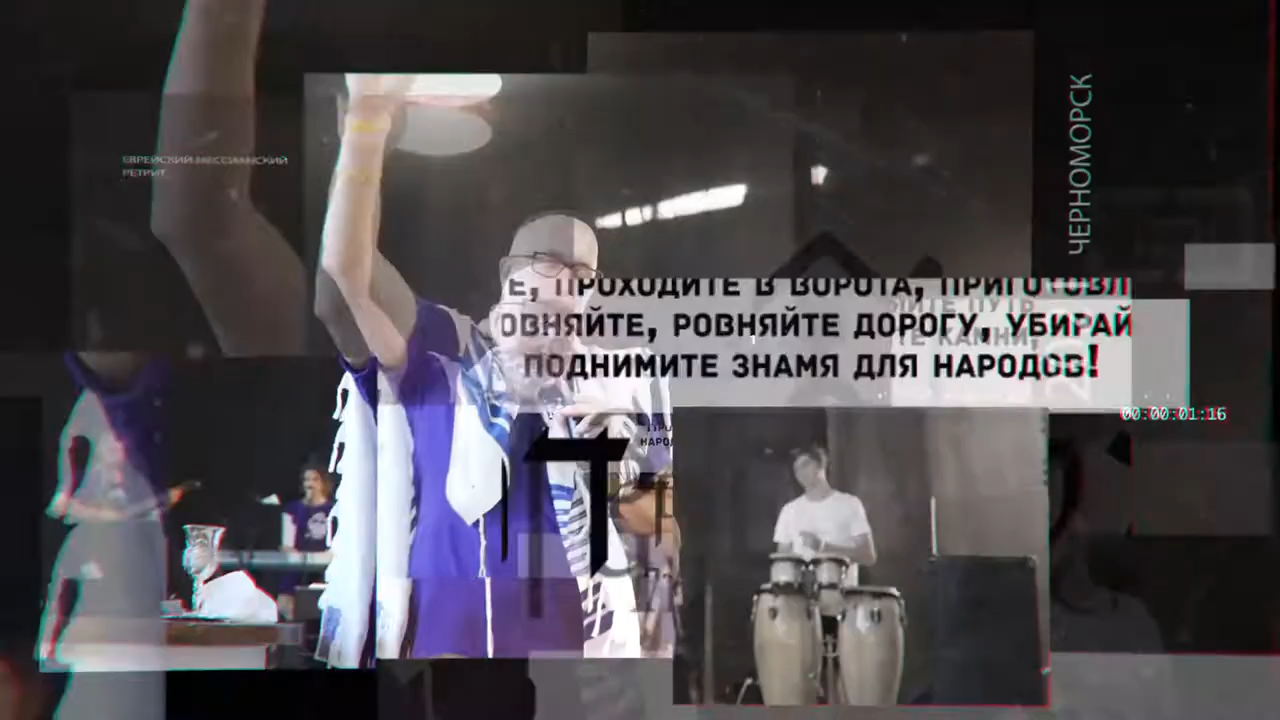 ЕВРЕЙСКИЙ МЕССИАНСКИЙ
РЕТРИТ
ЧЕРНОМОРСК
Е, ПРОХОДИТЕ В ВОРОТА, ПРИГОТОВЛ
ОВНЯЙТЕ, РОВНЯЙТЕ ДОРОГУ, УБИРАЙ
ПОДНИМИТЕ ЗНАМЯ ДЛЯ НАРОДОВ!
00:00:01:16